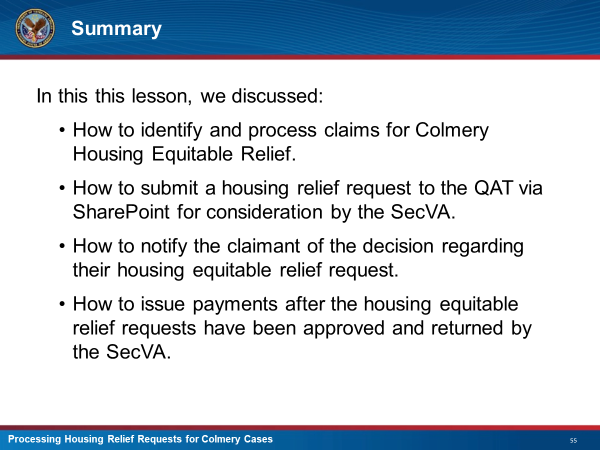 Summary
In this this lesson, we discussed:
• How to identify and process claims for Colmery
Housing Equitable Relief.
• How to submit a housing relief request to the QAT via
SharePoint for consideration by the SecVA.
• How to notify the claimant of the decision regarding
their housing equitable relief request.
• How to issue payments after the housing equitable
relief requests have been approved and returned by
the SecVA.
Processing Housing Relief Requests for Colmery Cases
55